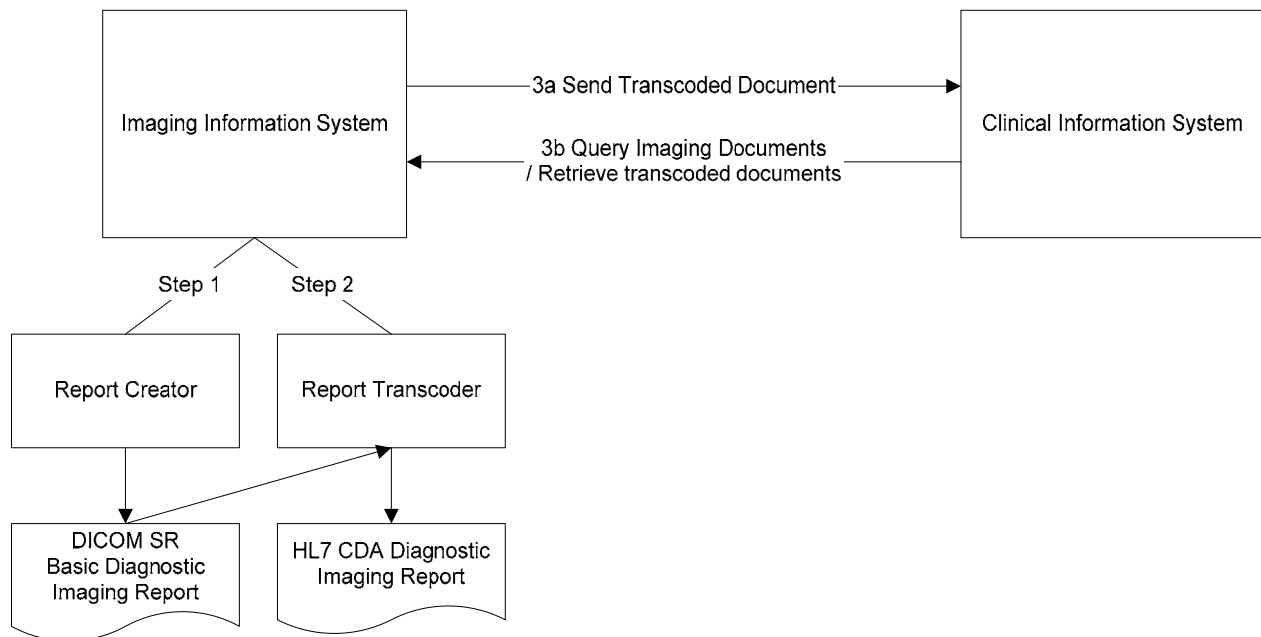 Imaging Information System
3a Send Transcoded Document
Clinical Information System
3b Query Imaging Documents
/ Retrieve transcoded documents
Step 1
Step 2
Report Creator
Report Transcoder
DICOM SR
Basic Diagnostic
Imaging Report
HL7 CDA Diagnostic
Imaging Report